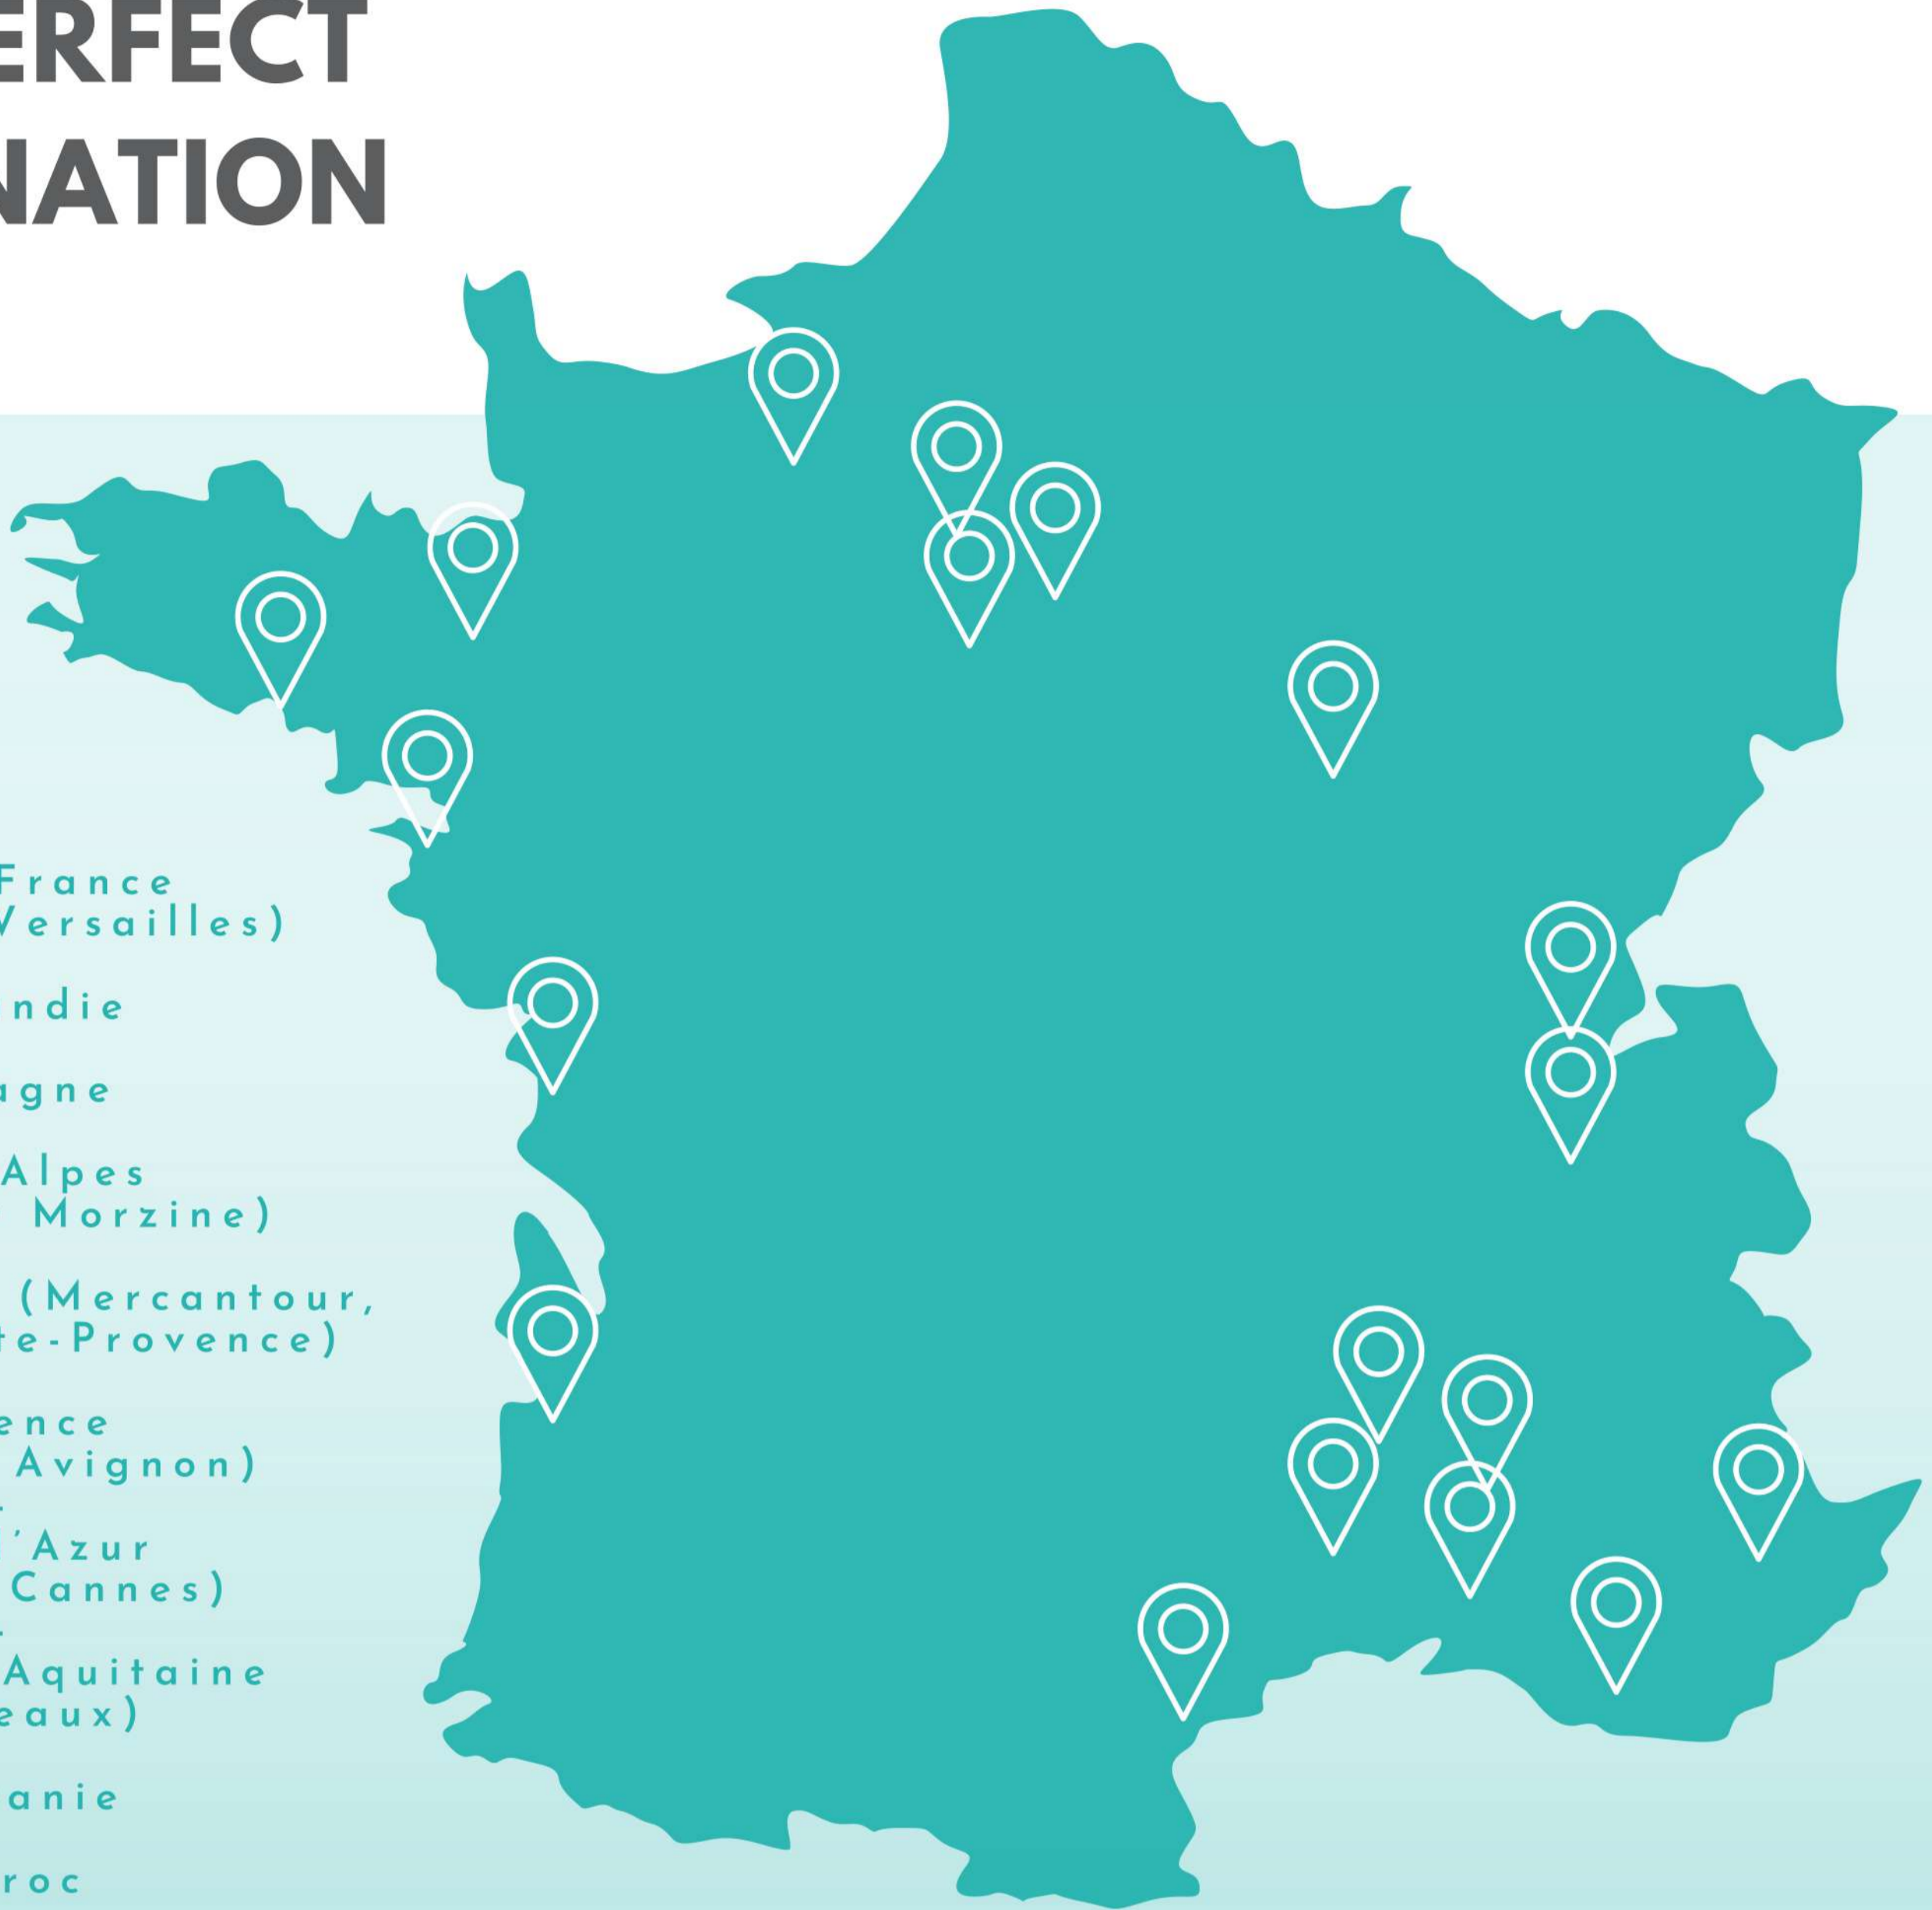 ERFECT
NATION
France
Versailles)
ndie
agne
Alpes
Morzine)
(Mercantour,
te-Provence)
ence
Avignon)
'Azur
Cannes)
Aquitaine
eaux)
anie
roc